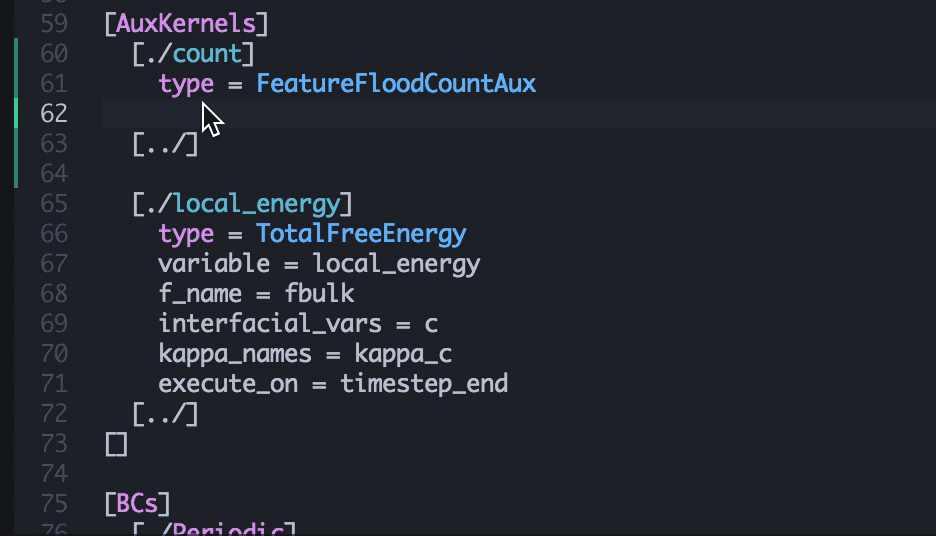 59 [AuxKernels]
60 [./count]
61 type = FeatureFloodCountAux
62
63 [../]
64
65 [./local_energy]
66 type = TotalFreeEnergy
67 variable = local_energy
68 f_name = fbulk
69 interfacial_vars = c
70 kappa_names = kappa_c
71 execute_on = timestep_end
72 [../]
73 []
74
75 [BCs]
76 [./Periodic]